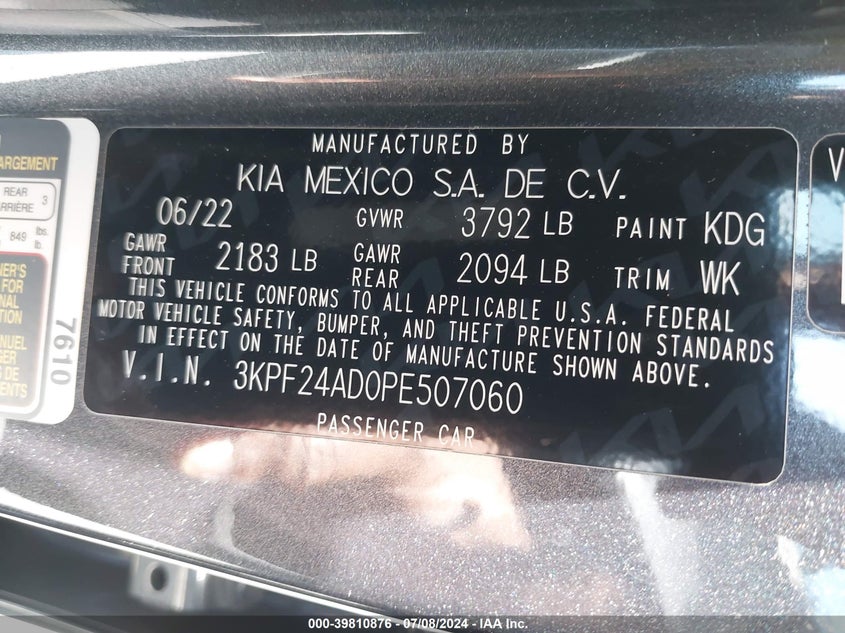 MANUFACTURED BY
KIA MEXICO S.A. DE C.V.
06/22 GVWR 3792 LB PAINT KDG
GAWR FRONT 2183 LB GAWR REAR 2094 LB TRIM WK
THIS VEHICLE CONFORMS TO ALL APPLICABLE U.S.A. FEDERAL
MOTOR VEHICLE SAFETY, BUMPER, AND THEFT PREVENTION STANDARDS
IN EFFECT ON THE DATE OF MANUFACTURE SHOWN ABOVE.
V.I.N. 3KPF24AD0PE507060
PASSENGER CAR
REAR 3
849 lbs.
7610
000-39810876 - 07/08/2024 - IAA Inc.